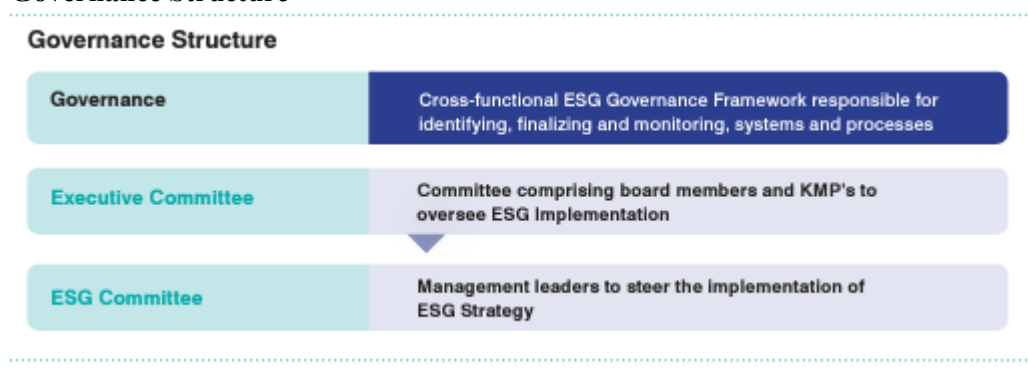 Governance Structure
Governance Structure
Governance
Cross-functional ESG Governance Framework responsible for
identifying, finalizing and monitoring, systems and processes
Executive Committee
Committee comprising board members and KMP's to
oversee ESG Implementation
ESG Committee
Management leaders to steer the implementation of
ESG Strategy